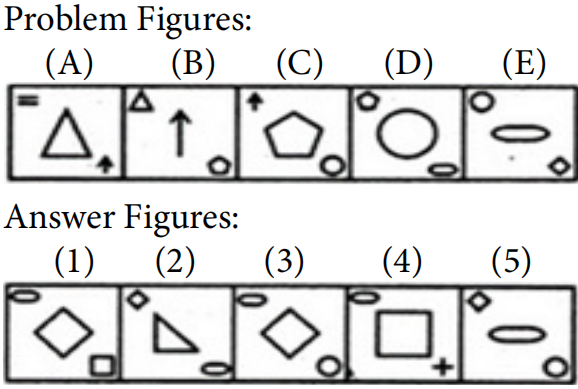 Problem Figures:
(A) (B) (C) (D) (E)
Answer Figures:
(1) (2) (3) (4) (5)